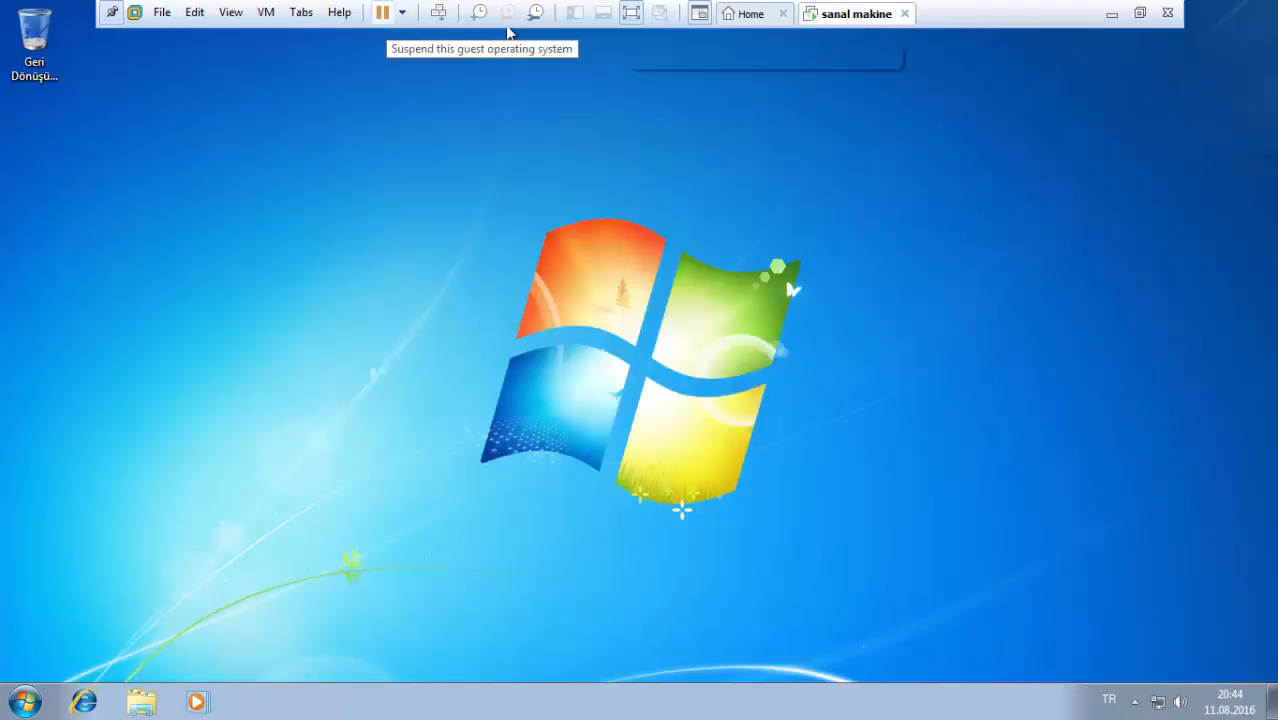 File Edit View VM Tabs Help Home sanal makine
Suspend this guest operating system
Geri
Dönüşü...
TR
20:44
11.08.2016